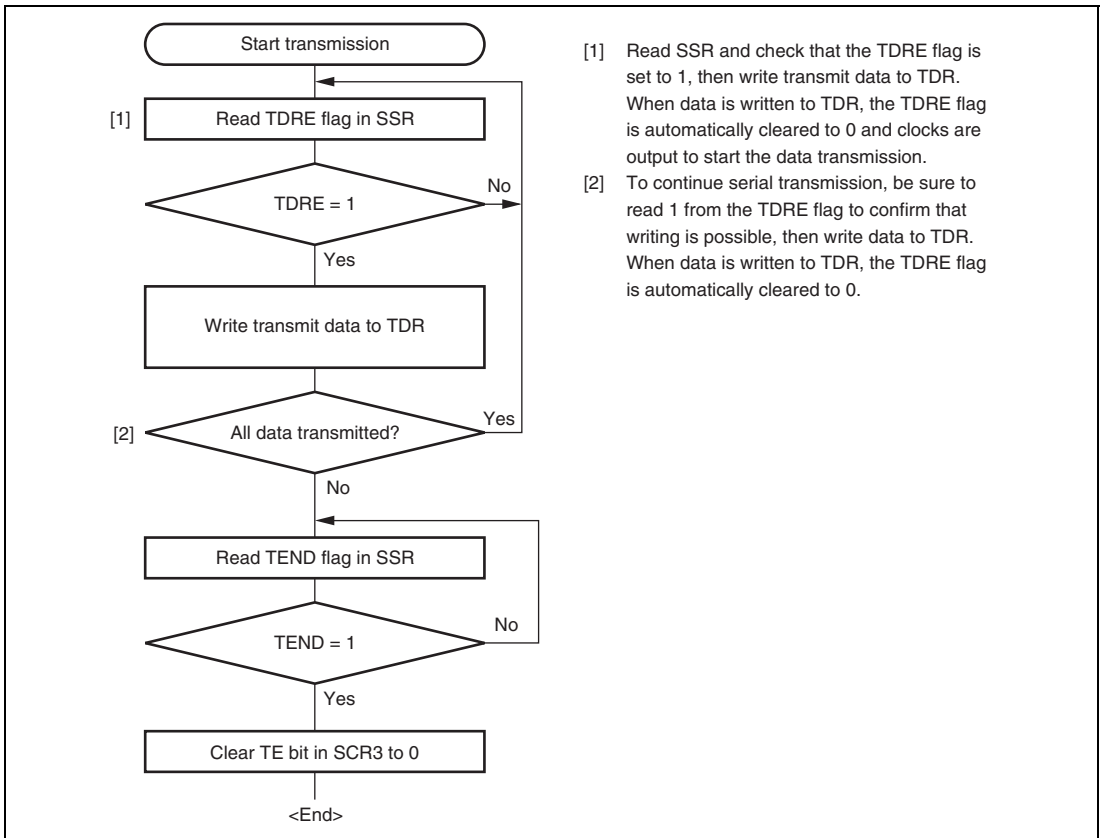 Start transmission
[1]
Read TDRE flag in SSR
TDRE = 1
No
Yes
Write transmit data to TDR
[2]
All data transmitted?
Yes
No
Read TEND flag in SSR
TEND = 1
No
Yes
Clear TE bit in SCR3 to 0
<End>
[1] Read SSR and check that the TDRE flag is
set to 1, then write transmit data to TDR.
When data is written to TDR, the TDRE flag
is automatically cleared to 0 and clocks are
output to start the data transmission.
[2] To continue serial transmission, be sure to
read 1 from the TDRE flag to confirm that
writing is possible, then write data to TDR.
When data is written to TDR, the TDRE flag
is automatically cleared to 0.